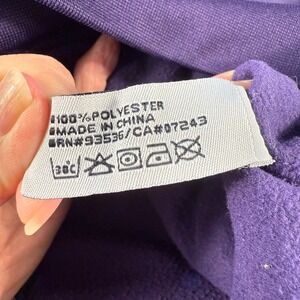 100%POLYESTER
MADE IN CHINA
RN#93536/CA#07243
30C